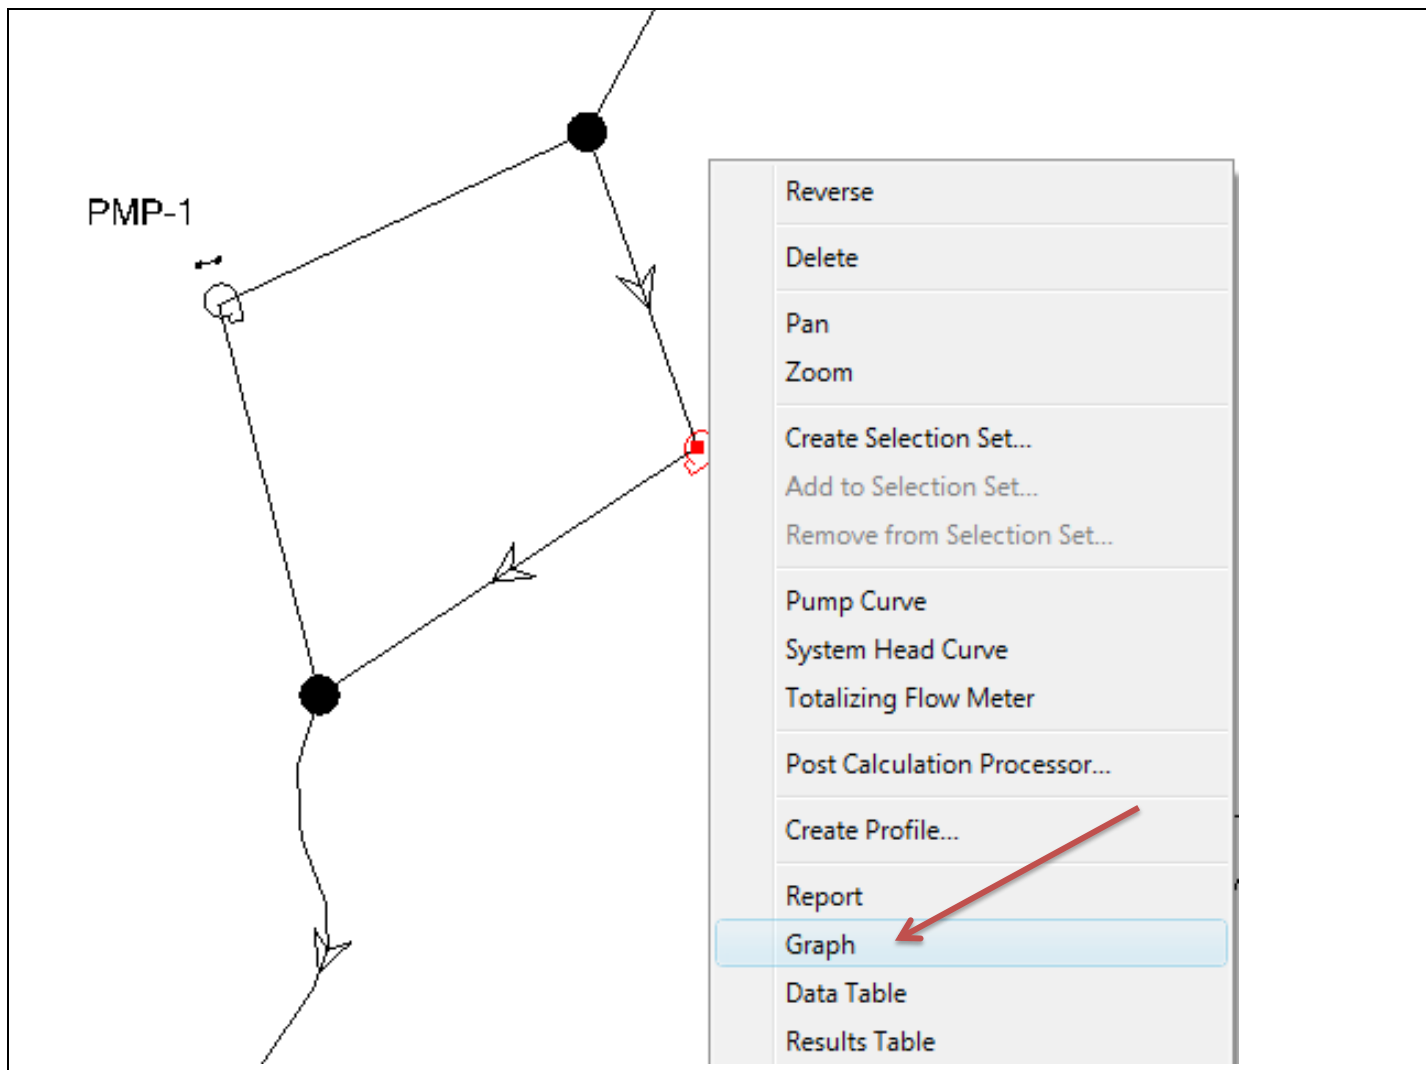 PMP-1
Reverse
Delete
Pan
Zoom
Create Selection Set...
Add to Selection Set...
Remove from Selection Set...
Pump Curve
System Head Curve
Totalizing Flow Meter
Post Calculation Processor...
Create Profile...
Report
Graph
Data Table
Results Table